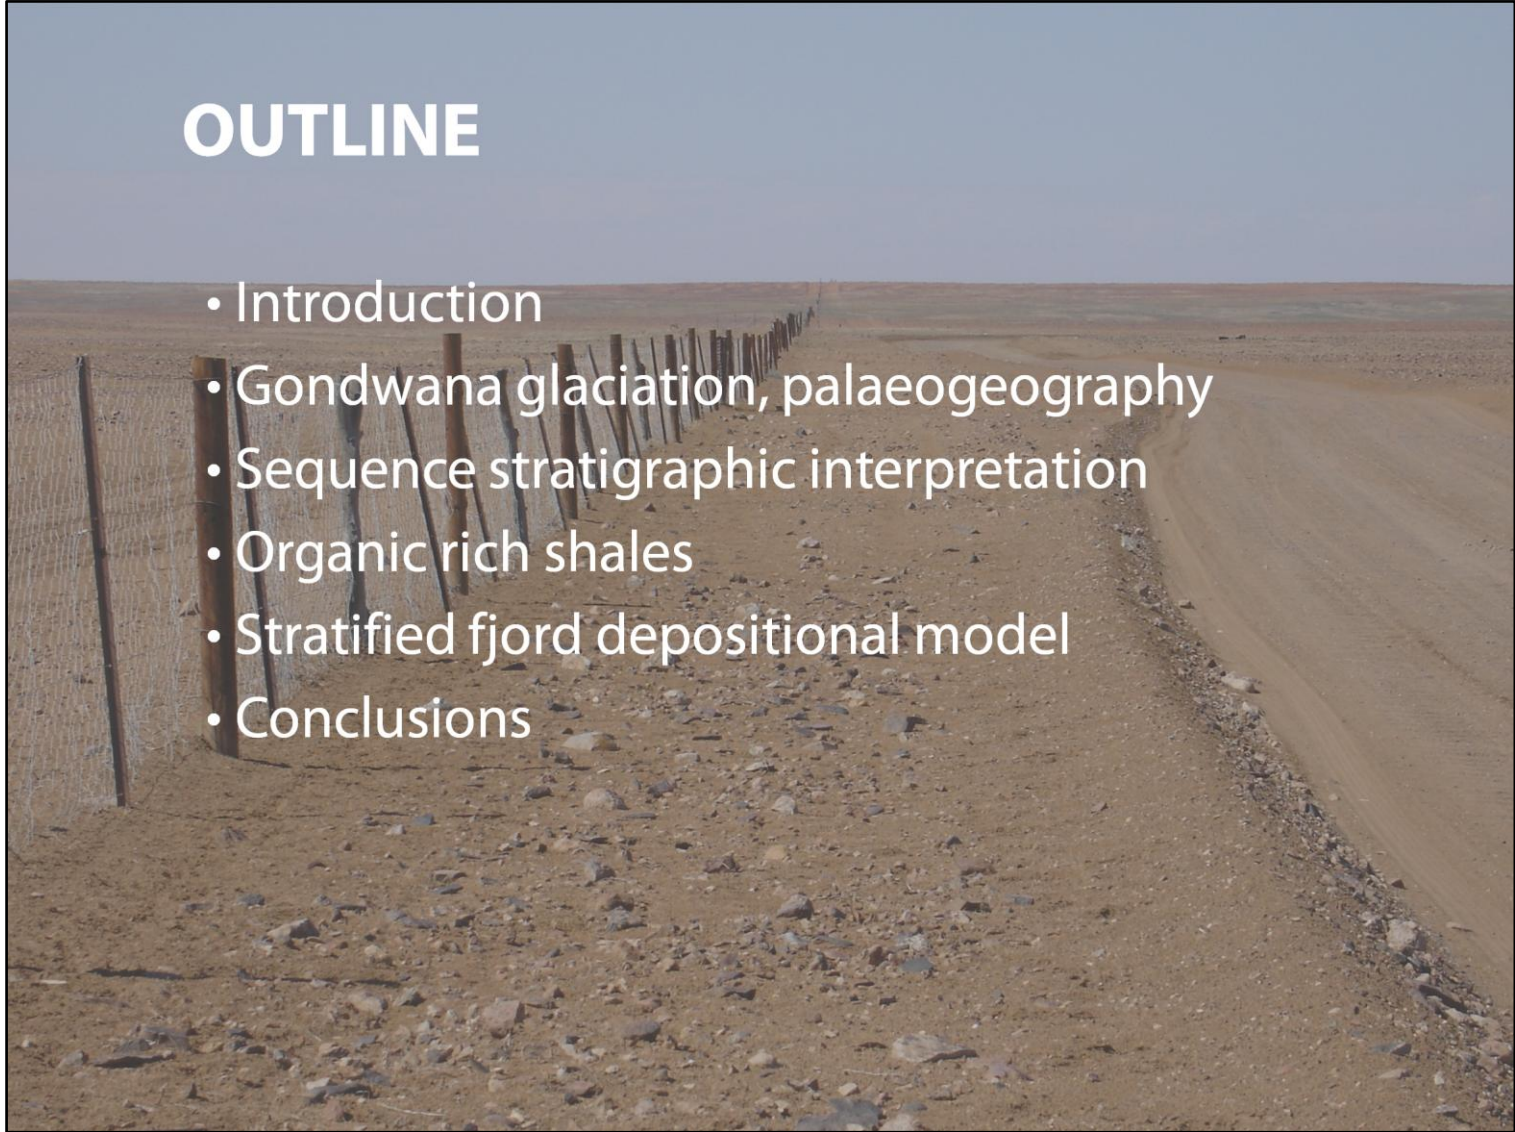 OUTLINE
• Introduction
• Gondwana glaciation, palaeogeography
• Sequence stratigraphic interpretation
• Organic rich shales
• Stratified fjord depositional model
• Conclusions